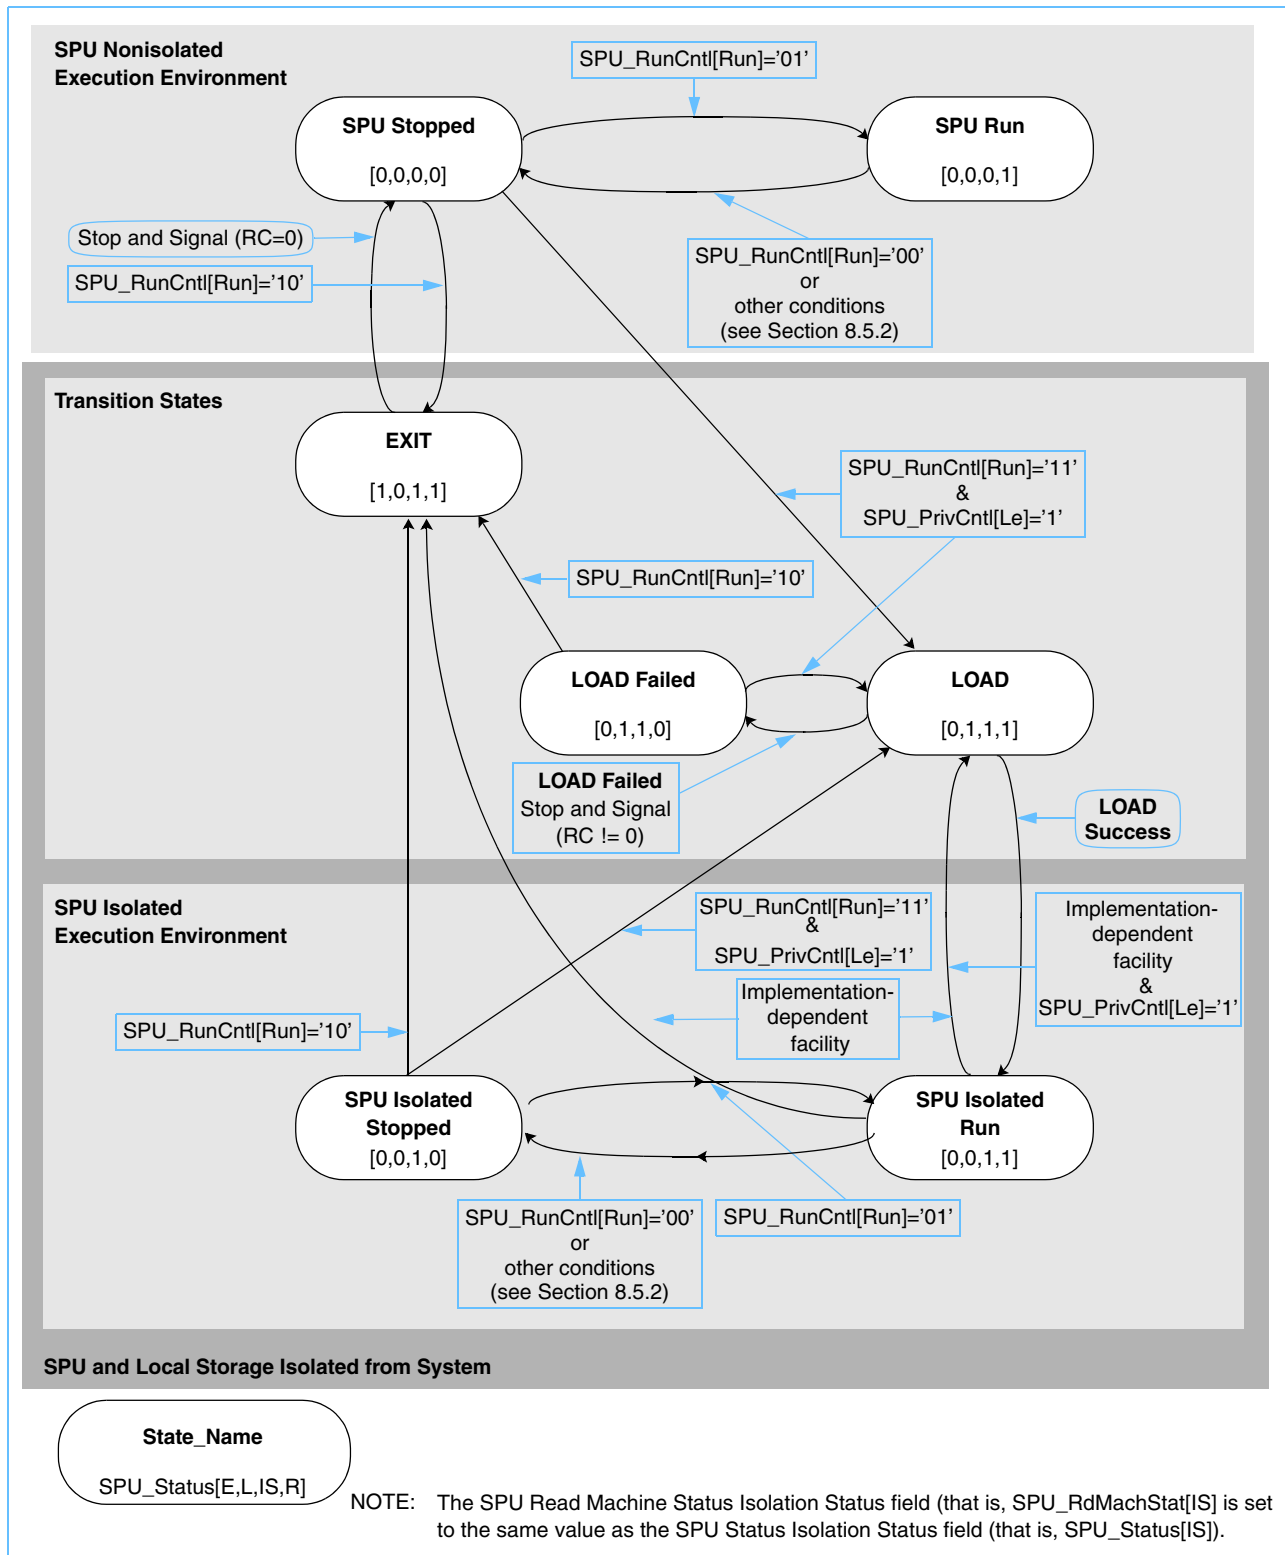 SPU Nonisolated
Execution Environment
SPU_RunCntl[Run]='01'
SPU Stopped
[0,0,0,0]
SPU Run
[0,0,0,1]
Stop and Signal (RC=0)
SPU_RunCntl[Run]='10'
SPU_RunCntl[Run]='00'
or
other conditions
(see Section 8.5.2)
Transition States
EXIT
[1,0,1,1]
SPU_RunCntl[Run]='11'
&
SPU_PrivCntl[Le]='1'
SPU_RunCntl[Run]='10'
LOAD Failed
[0,1,1,0]
LOAD
[0,1,1,1]
LOAD Failed
Stop and Signal
(RC != 0)
LOAD
Success
SPU Isolated
Execution Environment
SPU_RunCntl[Run]='11'
&
SPU_PrivCntl[Le]='1'
Implementation-
dependent
facility
&
SPU_PrivCntl[Le]='1'
Implementation-
dependent
facility
SPU_RunCntl[Run]='10'
SPU Isolated
Stopped
[0,0,1,0]
SPU Isolated
Run
[0,0,1,1]
SPU_RunCntl[Run]='00'
or
other conditions
(see Section 8.5.2)
SPU_RunCntl[Run]='01'
SPU and Local Storage Isolated from System
State_Name
SPU_Status[E,L,IS,R]
NOTE: The SPU Read Machine Status Isolation Status field (that is, SPU_RdMachStat[IS] is set
to the same value as the SPU Status Isolation Status field (that is, SPU_Status[IS]).